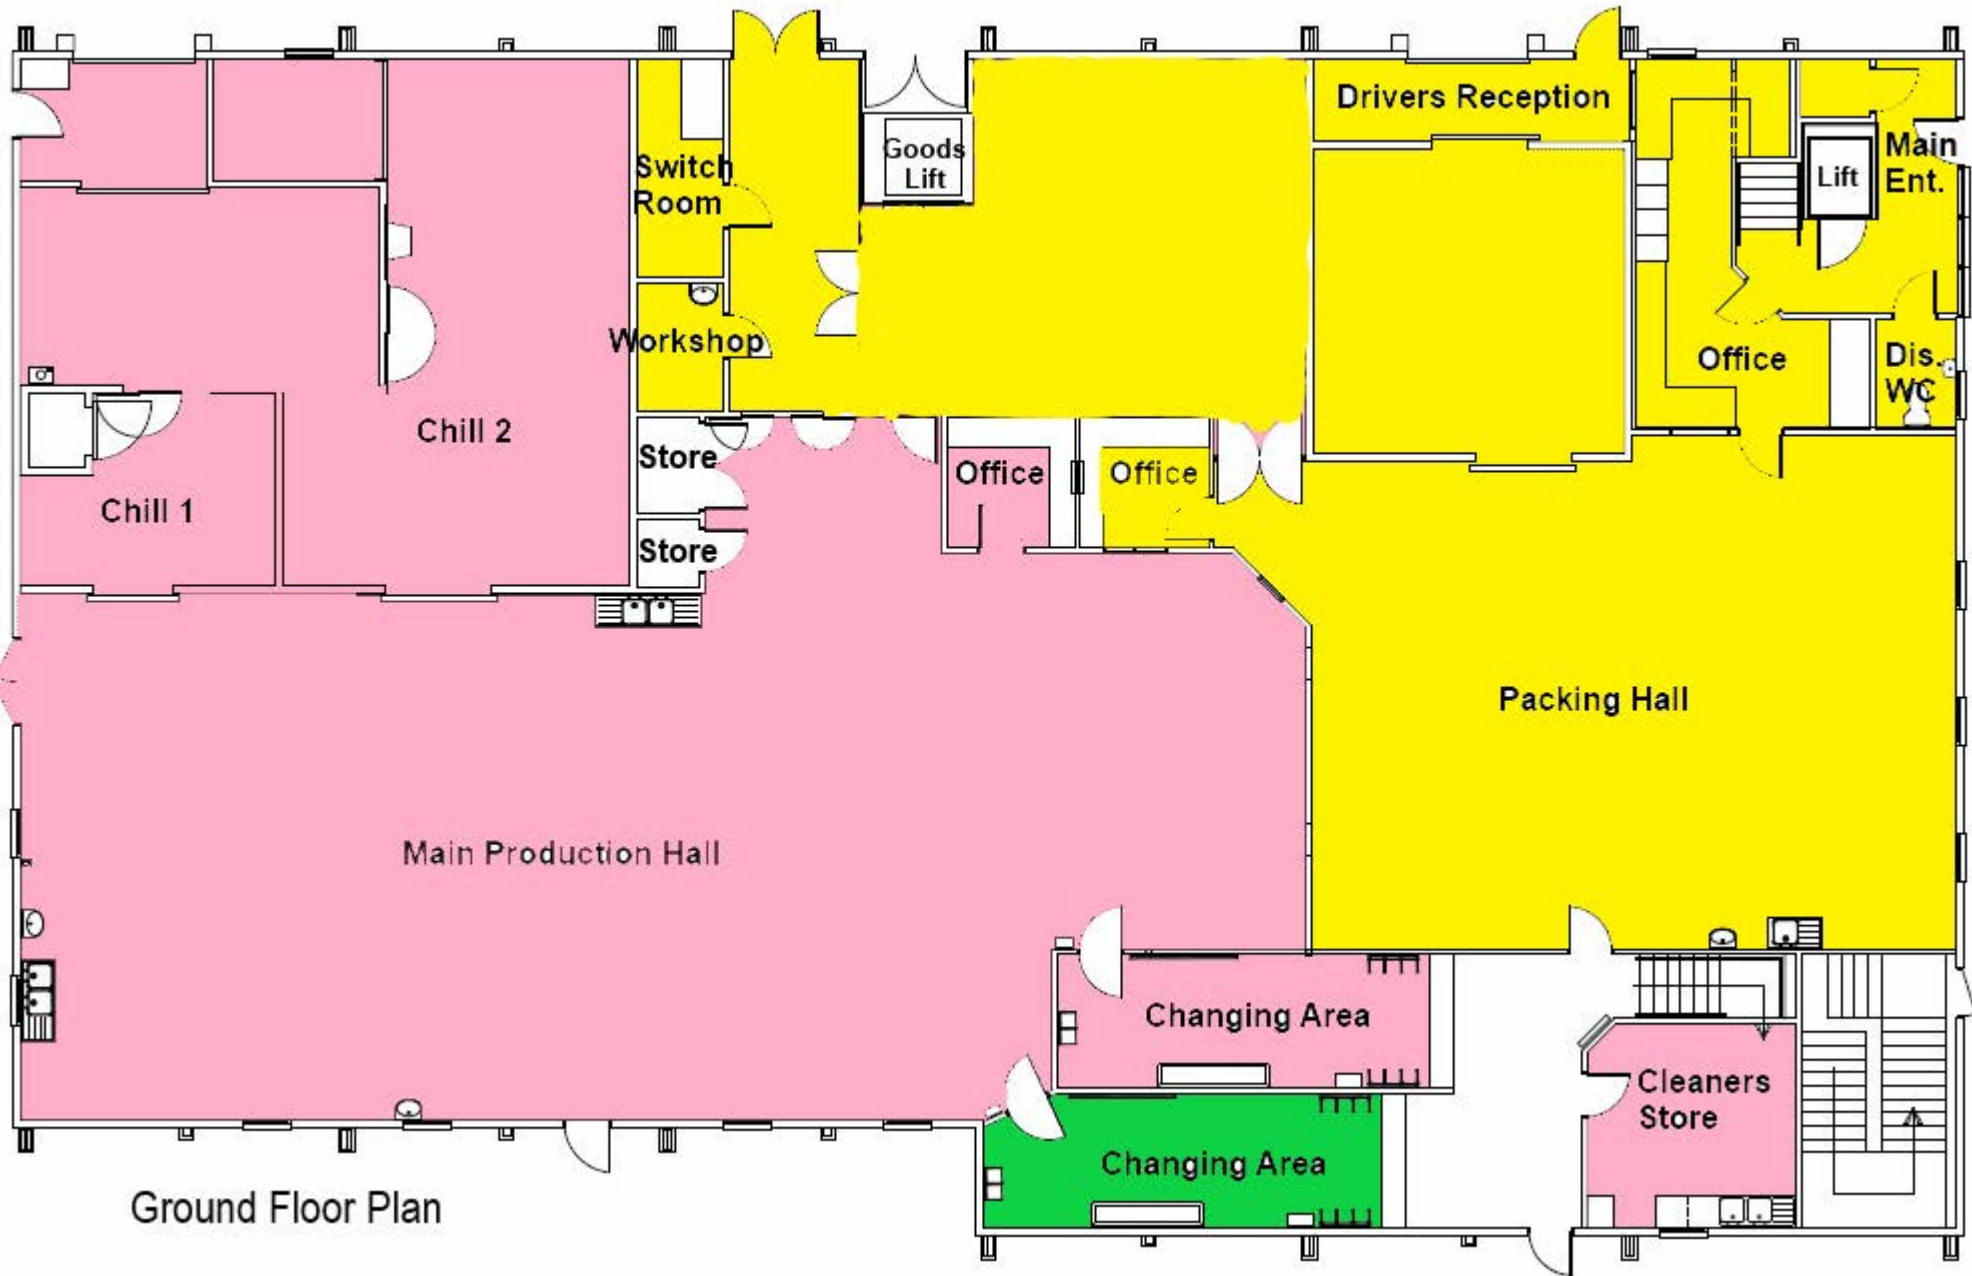 Drivers Reception
Goods
Lift
Main
Ent.
Switch
Room
Lift
Workshop
Office
Dis.
WC
Chill 2
Store
Office
Office
Chill 1
Store
Packing Hall
Main Production Hall
Changing Area
Cleaners
Store
Changing Area
Ground Floor Plan